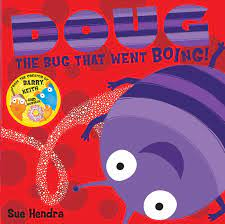 DOUG
THE BUG THAT WENT BOING!
FROM THE CREATOR OF
BARRY,
KEITH
Sue Hendra